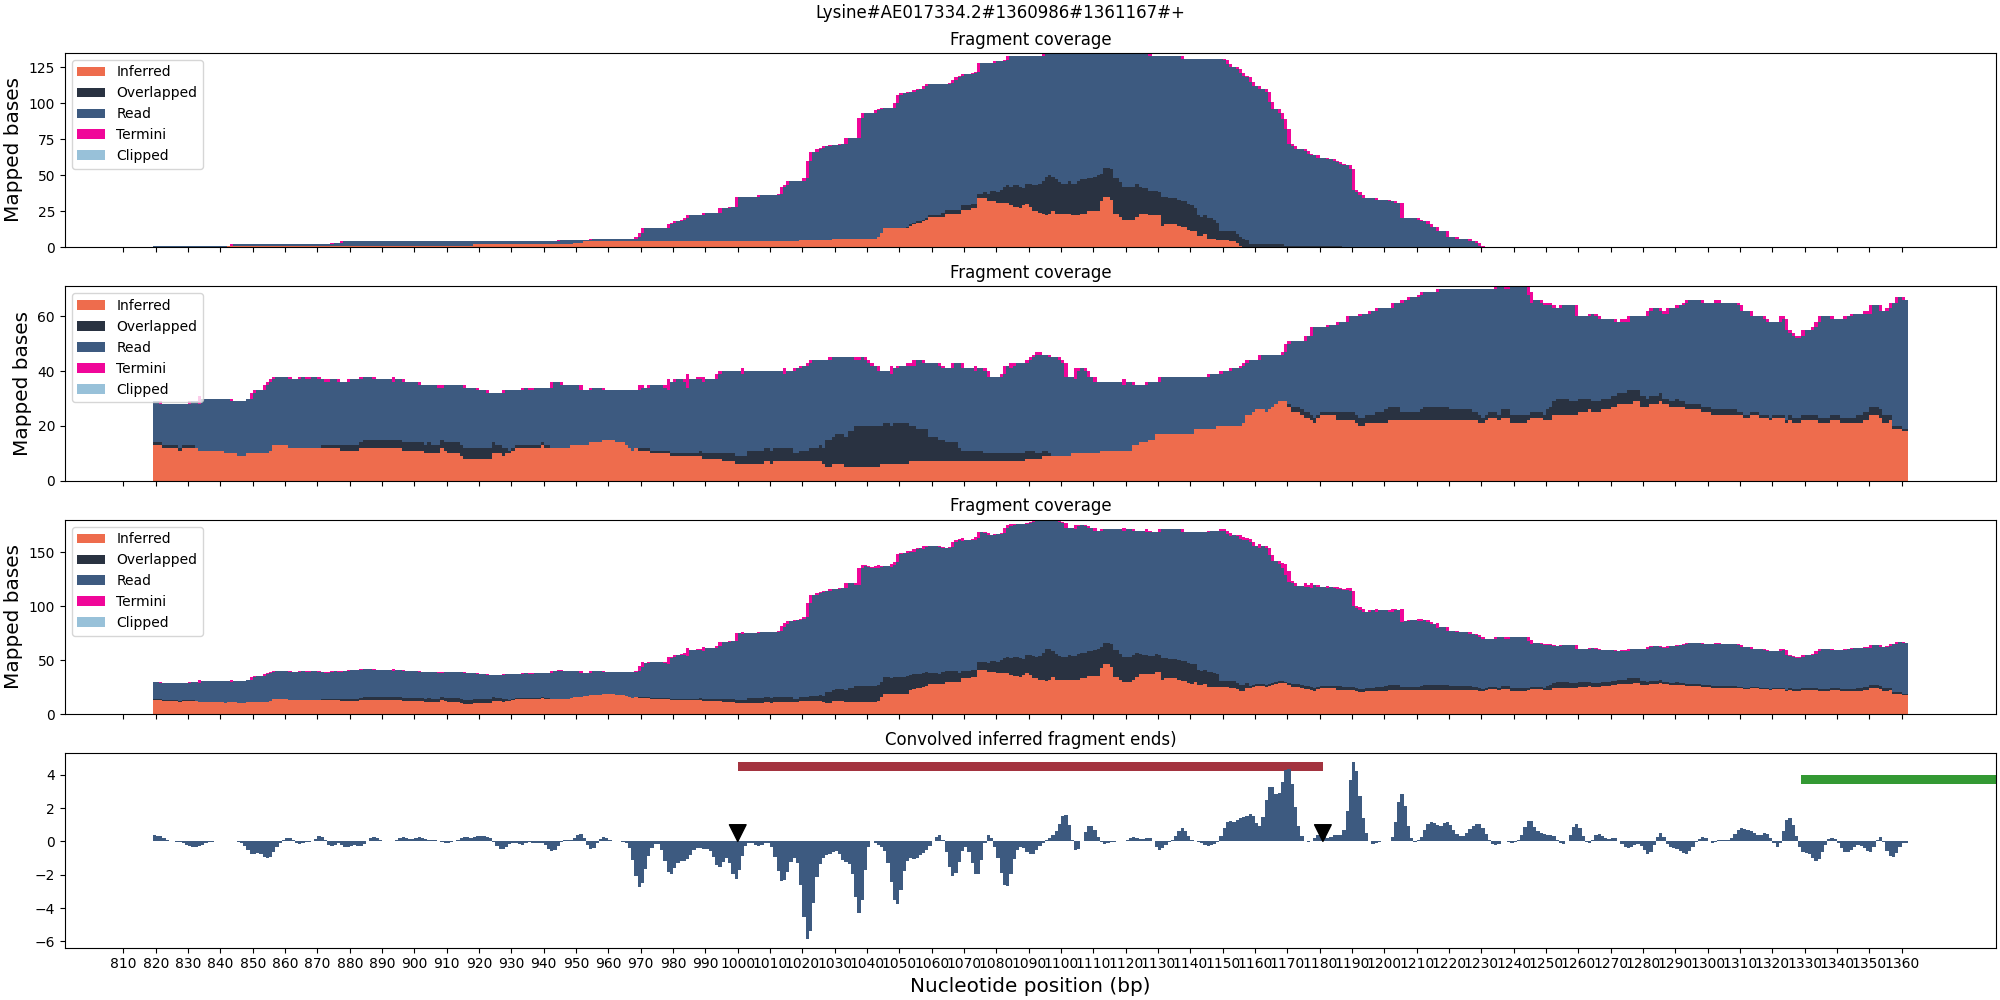 Lysine#AE017334.2#1360986#1361167#+
Fragment coverage
Mapped bases
125
100
75
50
25
0
Inferred
Overlapped
Read
Termini
Clipped
Fragment coverage
Mapped bases
60
40
20
0
Inferred
Overlapped
Read
Termini
Clipped
Fragment coverage
Mapped bases
150
100
50
0
Inferred
Overlapped
Read
Termini
Clipped
Convolved inferred fragment ends)
4
2
0
−2
−4
−6
810 820 830 840 850 860 870 880 890 900 910 920 930 940 950 960 970 980 990 1000 1010 1020 1030 1040 1050 1060 1070 1080 1090 1100 1110 1120 1130 1140 1150 1160 1170 1180 1190 1200 1210 1220 1230 1240 1250 1260 1270 1280 1290 1300 1310 1320 1330 1340 1350 1360
Nucleotide position (bp)